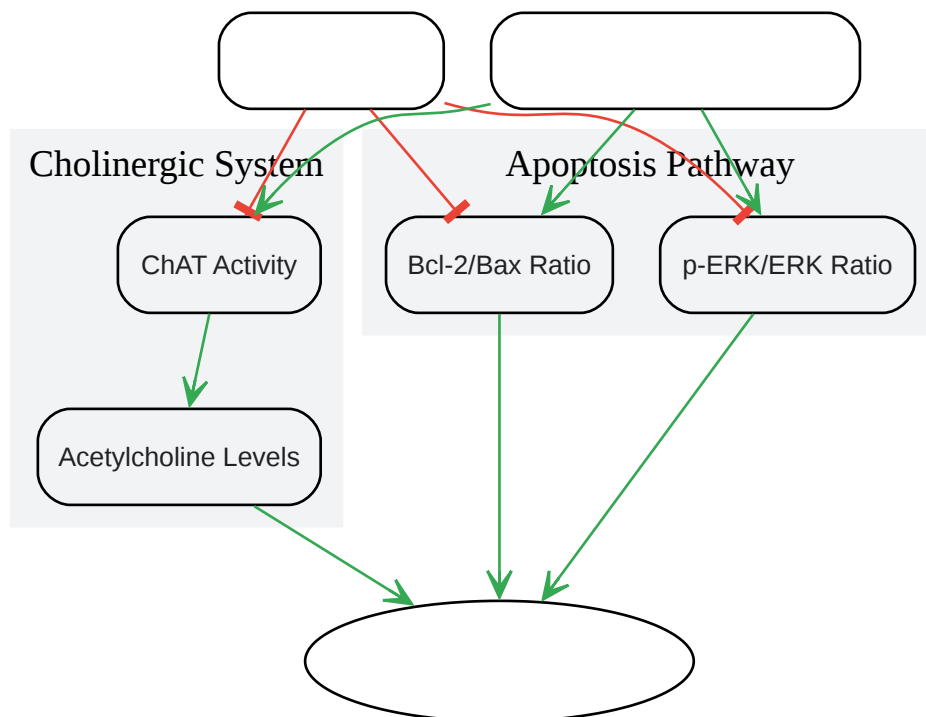 Cholinergic System
Apoptosis Pathway
ChAT Activity
Bcl-2/Bax Ratio
p-ERK/ERK Ratio
Acetylcholine Levels